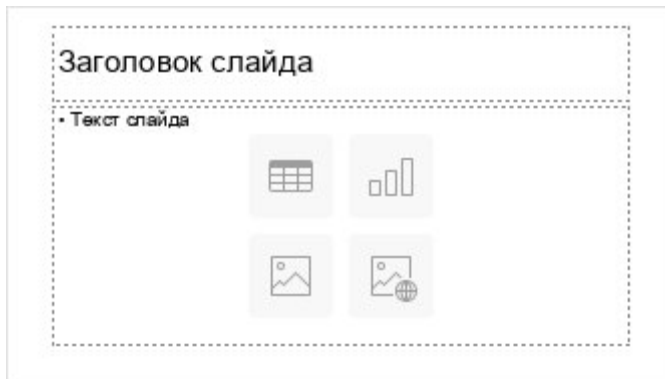 Заголовок слайда
• Текст слайда